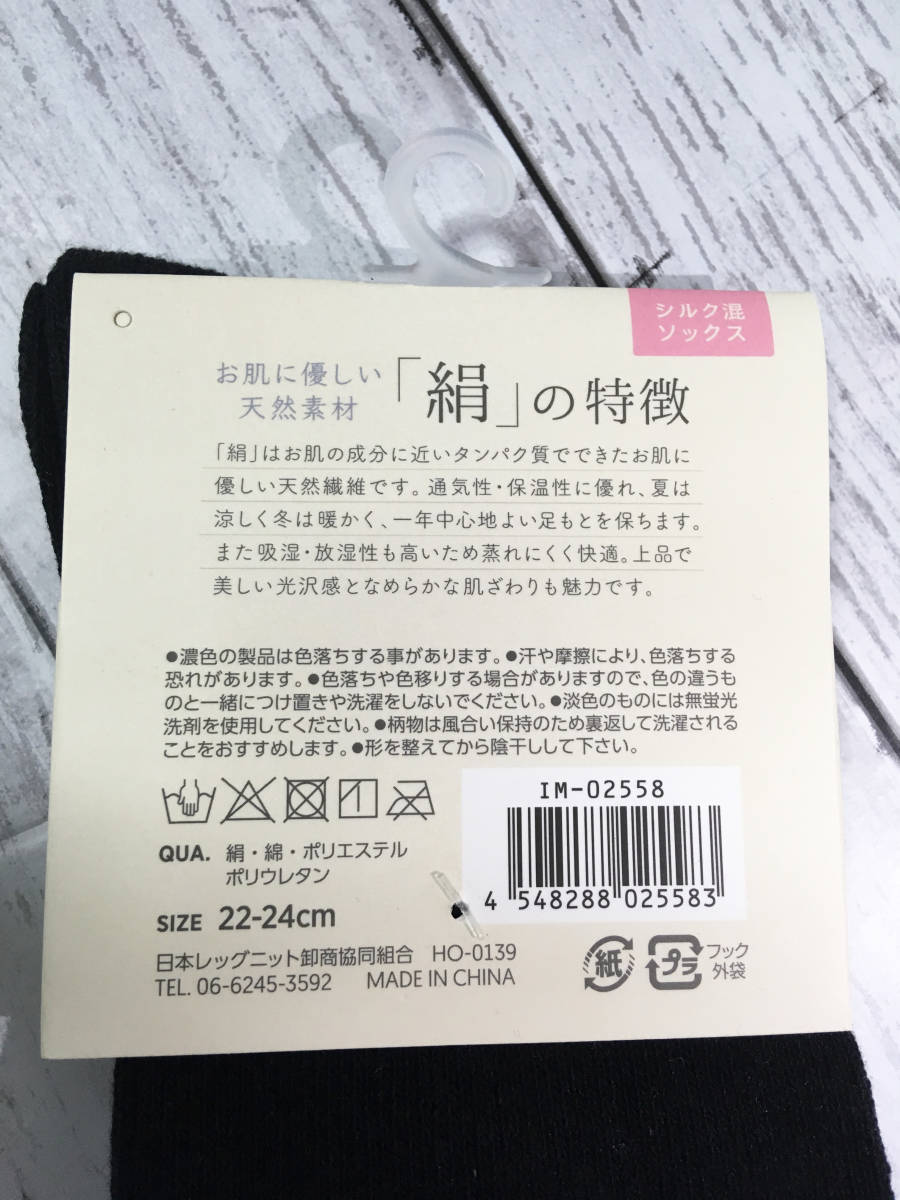 シルク混
ソックス
お肌に優しい
天然素材
「絹」の特徴
「絹」はお肌の成分に近いタンパク質でできたお肌に
優しい天然繊維です。通気性・保温性に優れ、夏は
涼しく冬は暖かく、一年中心地よい足もとを保ちます。
また吸湿・放湿性も高いため蒸れにくく快適。上品で
美しい光沢感となめらかな肌ざわりも魅力です。
●濃色の製品は色落ちする事があります。●汗や摩擦により、色落ちする
恐れがあります。●色落ちや色移りする場合がありますので、色の違うも
のと一緒につけ置きや洗濯をしないでください。●淡色のものには無蛍光
洗剤を使用してください。●柄物は風合い保持のため裏返して洗濯される
ことをおすすめします。●形を整えてから陰干しして下さい。
IM-02558
4 548288 025583
QUA. 絹・綿・ポリエステル
ポリウレタン
SIZE 22-24cm
日本レッグニット卸商協同組合 HO-0139
TEL. 06-6245-3592 MADE IN CHINA
紙
プラ
フック
外袋